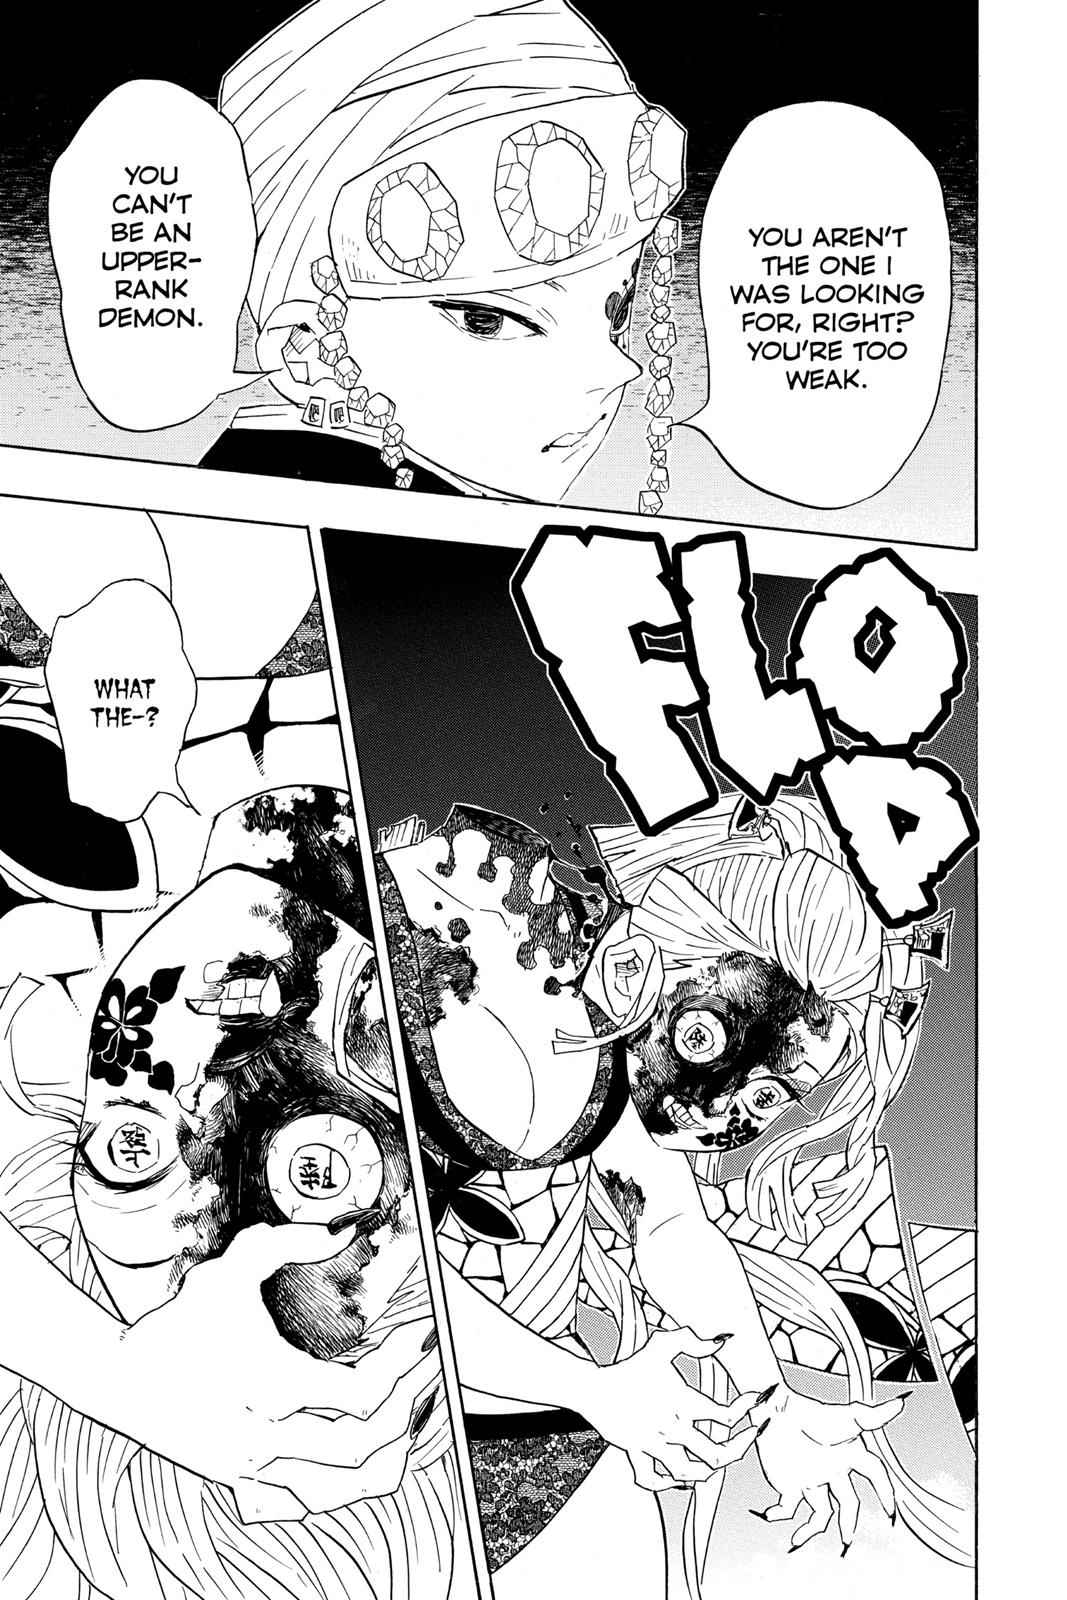 YOU AREN'T
THE ONE I
WAS LOOKING
FOR, RIGHT?
YOU'RE TOO
WEAK.
YOU
CAN'T
BE AN
UPPER-
RANK
DEMON.
FLOP
WHAT
THE-?